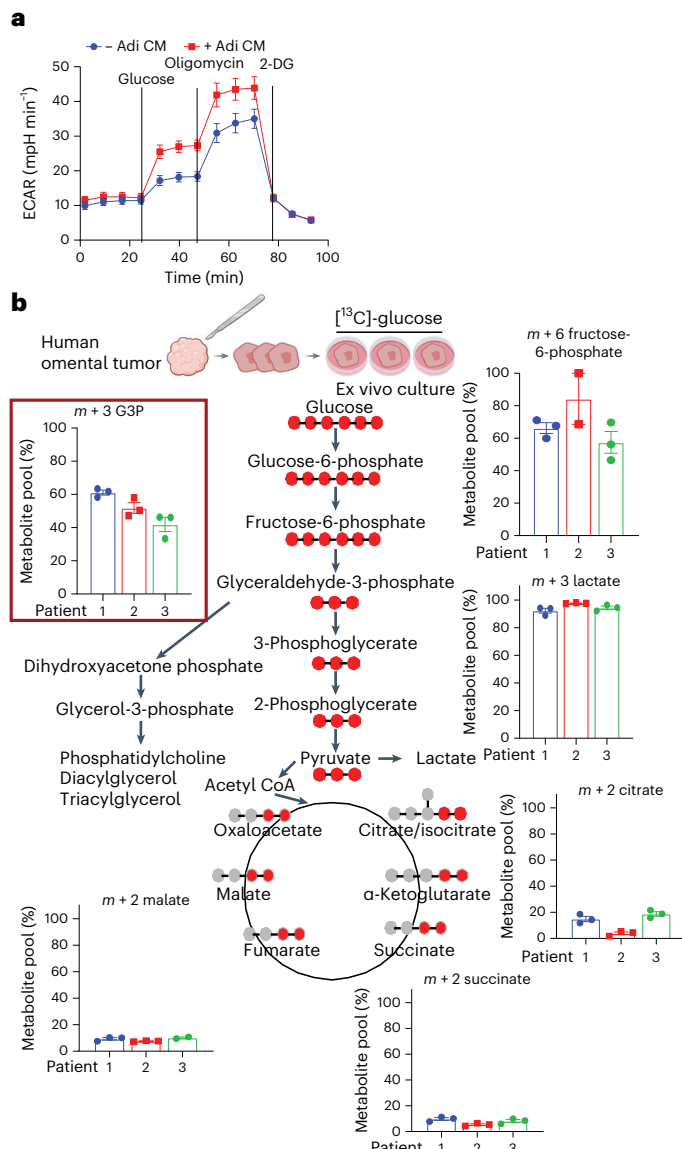 a
– Adi CM + Adi CM
Glucose
Oligomycin
2-DG
ECAR (mpH min⁻¹)
50
40
30
20
10
0
0 20 40 60 80 100
Time (min)
b
Human
omental tumor
[¹³C]-glucose
Ex vivo culture
m + 3 G3P
Metabolite pool (%)
100
80
60
40
20
0
Patient 1 2 3
Glucose
Glucose-6-phosphate
Fructose-6-phosphate
Glyceraldehyde-3-phosphate
3-Phosphoglycerate
2-Phosphoglycerate
Pyruvate
Lactate
Dihydroxyacetone phosphate
Glycerol-3-phosphate
Phosphatidylcholine
Diacylglycerol
Triacylglycerol
Acetyl CoA
Oxaloacetate
Citrate/isocitrate
Malate
α-Ketoglutarate
Fumarate
Succinate
m + 6 fructose-
6-phosphate
Metabolite pool (%)
100
80
60
40
20
0
Patient 1 2 3
m + 3 lactate
Metabolite pool (%)
100
80
60
40
20
0
Patient 1 2 3
m + 2 citrate
Metabolite pool (%)
100
80
60
40
20
0
Patient 1 2 3
m + 2 malate
Metabolite pool (%)
100
80
60
40
20
0
Patient 1 2 3
m + 2 succinate
Metabolite pool (%)
100
80
60
40
20
0
Patient 1 2 3